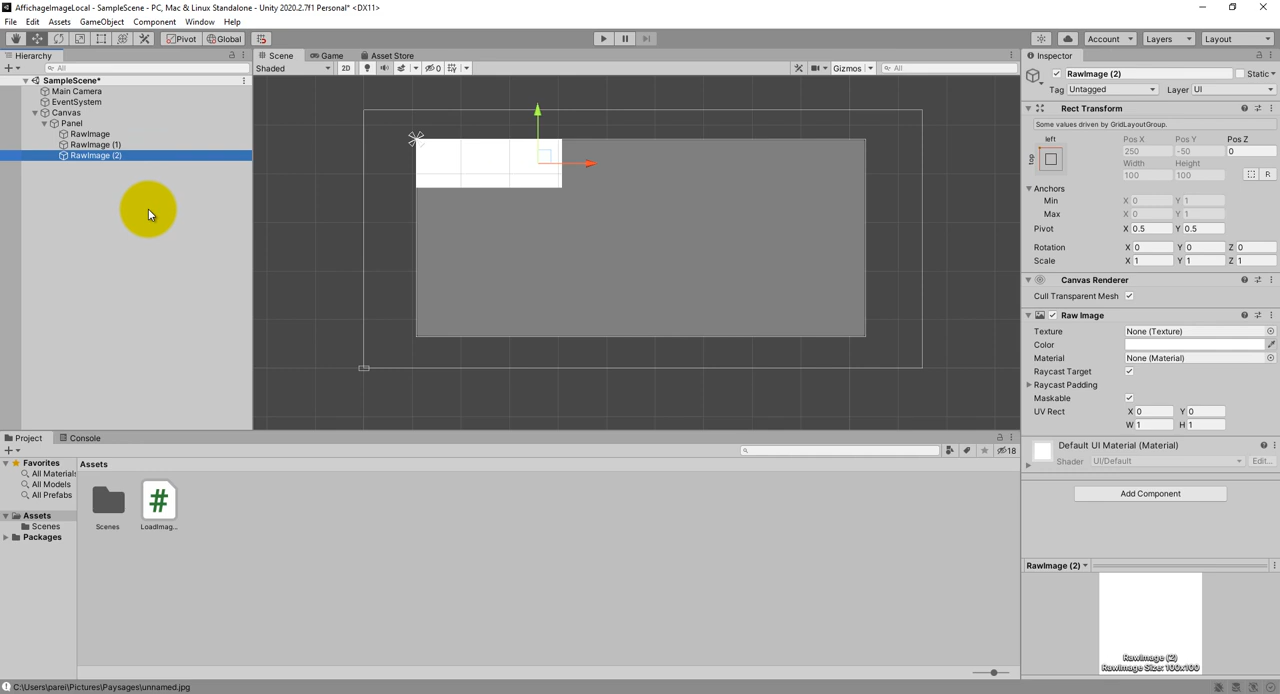 AffichageImageLocal - SampleScene - PC, Mac & Linux Standalone - Unity 2020.2.7f1 Personal* <DX11>
File Edit Assets GameObject Component Window Help
Pivot Global Account Layers Layout
Hierarchy Scene Game Asset Store Inspector
All Shaded 2D 0 Gizmos All RawImage (2) Static
SampleScene*
Main Camera Tag Untagged Layer UI
EventSystem
Canvas Rect Transform
Panel Some values driven by GridLayoutGroup.
RawImage left Pos X Pos Y Pos Z
RawImage (1) top 250 -50 0
RawImage (2) Width Height
100 100 R
Anchors
Min X 0 Y 1
Max X 0 Y 1
Pivot X 0.5 Y 0.5
Rotation X 0 Y 0 Z 0
Scale X 1 Y 1 Z 1
Canvas Renderer
Cull Transparent Mesh
Raw Image
Texture None (Texture)
Color
Material None (Material)
Raycast Target
Raycast Padding
Maskable
UV Rect X 0 Y 0
W 1 H 1
Project Console
18
Default UI Material (Material)
Shader UI/Default Edit...
Favorites Assets
All Materials
All Models
All Prefabs
Assets
Scenes
Packages
Scenes LoadImag...
Add Component
RawImage (2)
RawImage (2)
RawImage Size: 100x100
C:\Users\parei\Pictures\Paysages\unnamed.jpg